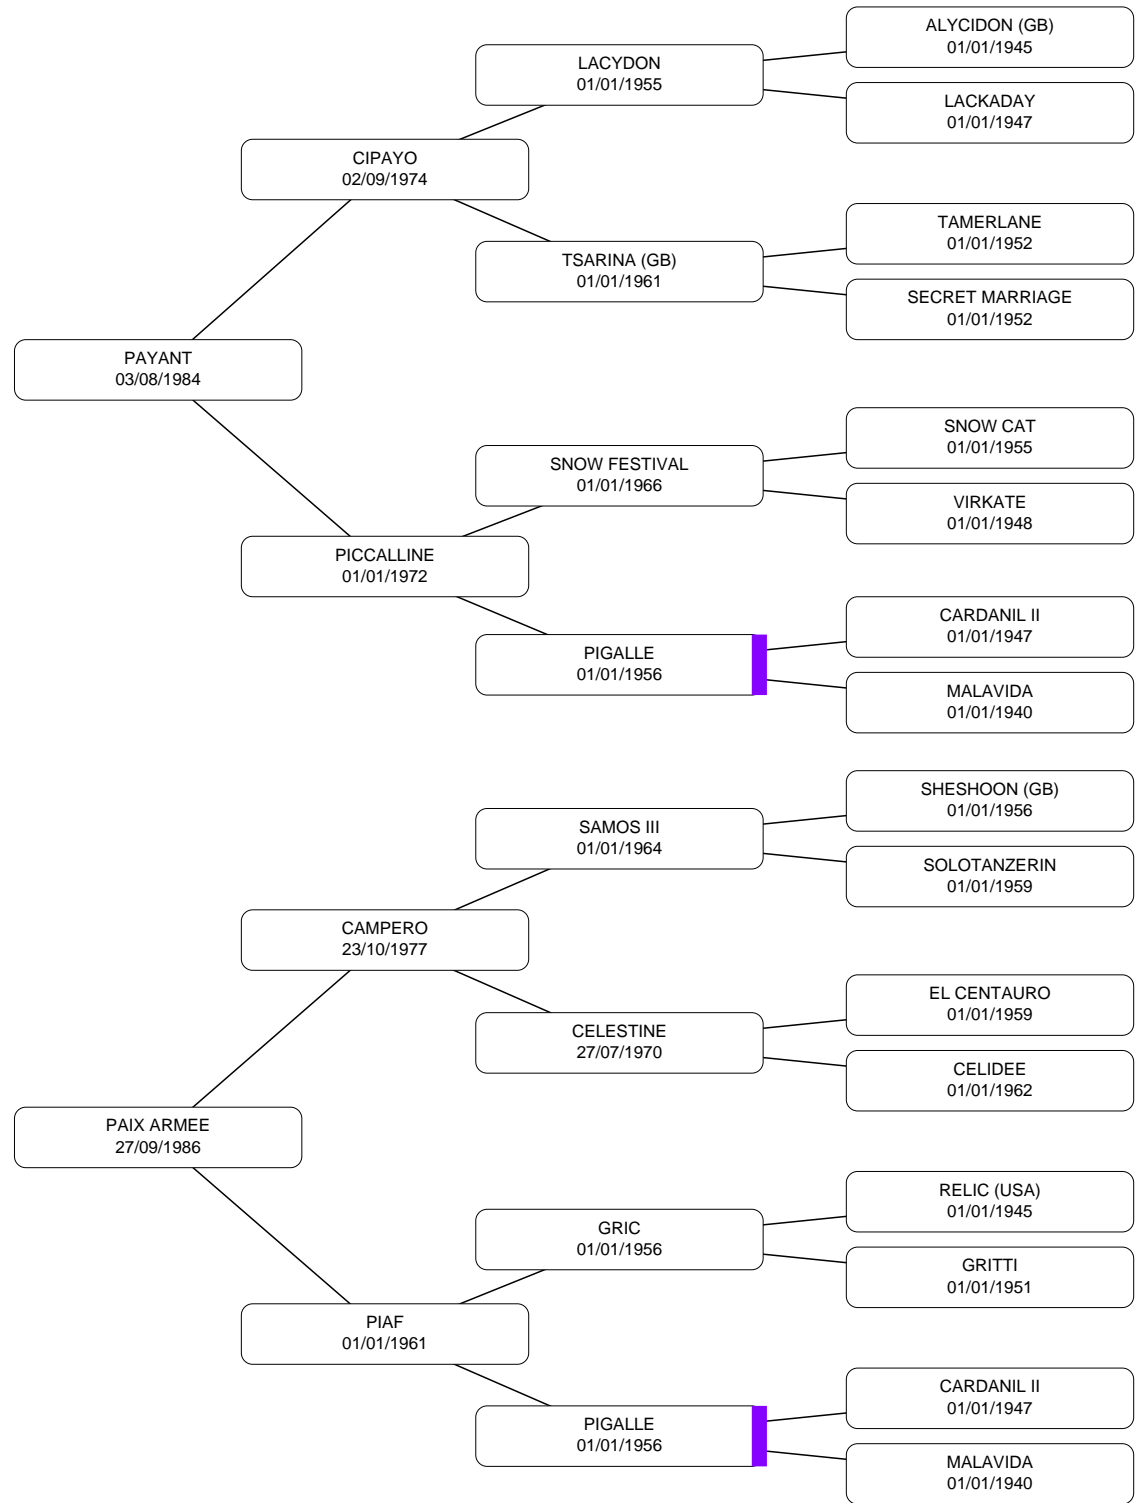 ALYCIDON (GB)
01/01/1945
LACYDON
01/01/1955
LACKADAY
01/01/1947
CIPAYO
02/09/1974
TAMERLANE
01/01/1952
TSARINA (GB)
01/01/1961
SECRET MARRIAGE
01/01/1952
PAYANT
03/08/1984
SNOW CAT
01/01/1955
SNOW FESTIVAL
01/01/1966
VIRKATE
01/01/1948
PICCALLINE
01/01/1972
CARDANIL II
01/01/1947
PIGALLE
01/01/1956
MALAVIDA
01/01/1940
SHESHOON (GB)
01/01/1956
SAMOS III
01/01/1964
SOLOTANZERIN
01/01/1959
CAMPERO
23/10/1977
EL CENTAURO
01/01/1959
CELESTINE
27/07/1970
CELIDEE
01/01/1962
PAIX ARMEE
27/09/1986
RELIC (USA)
01/01/1945
GRIC
01/01/1956
GRITTI
01/01/1951
PIAF
01/01/1961
CARDANIL II
01/01/1947
PIGALLE
01/01/1956
MALAVIDA
01/01/1940